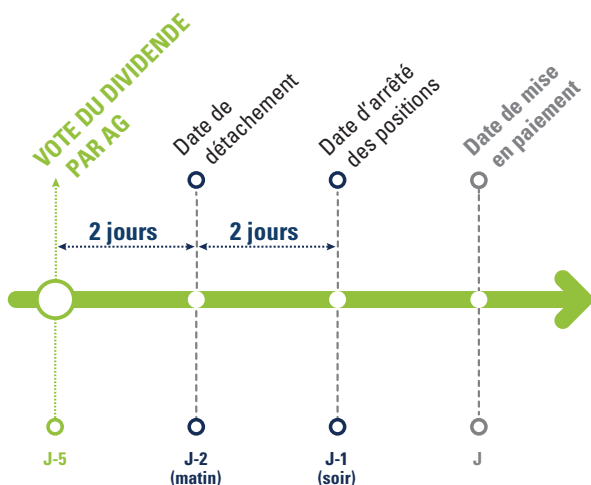 VOTE DU DIVIDENDE
PAR AG
Date de
détachement
Date d'arrêté
des positions
Date de mise
en paiement
2 jours
2 jours
J-5
J-2
(matin)
J-1
(soir)
J